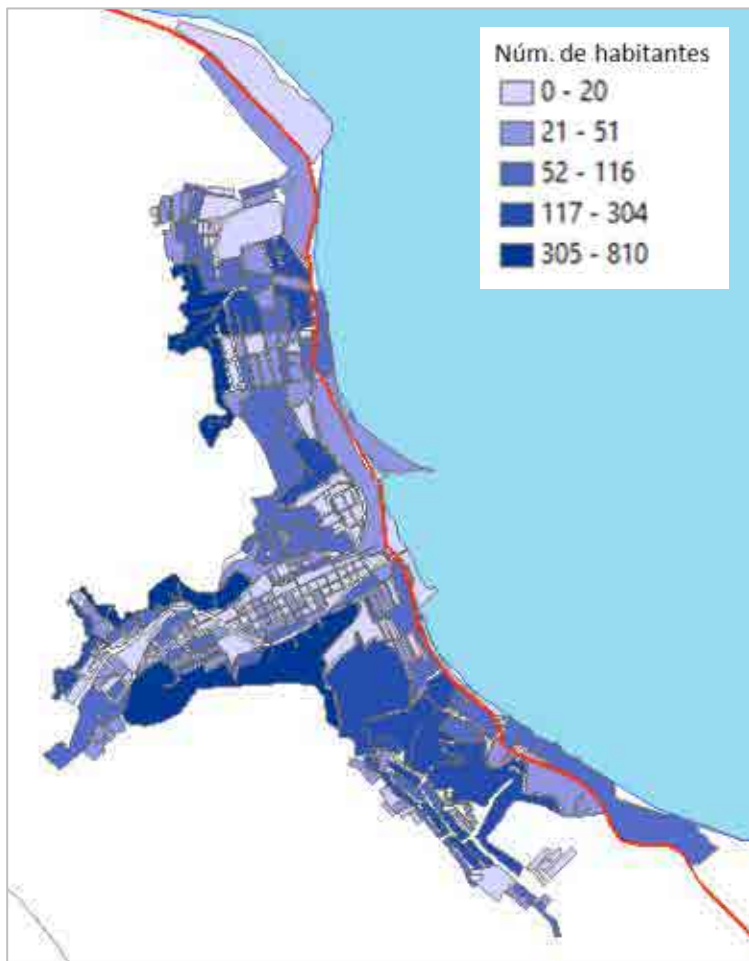 Núm. de habitantes
0 - 20
21 - 51
52 - 116
117 - 304
305 - 810